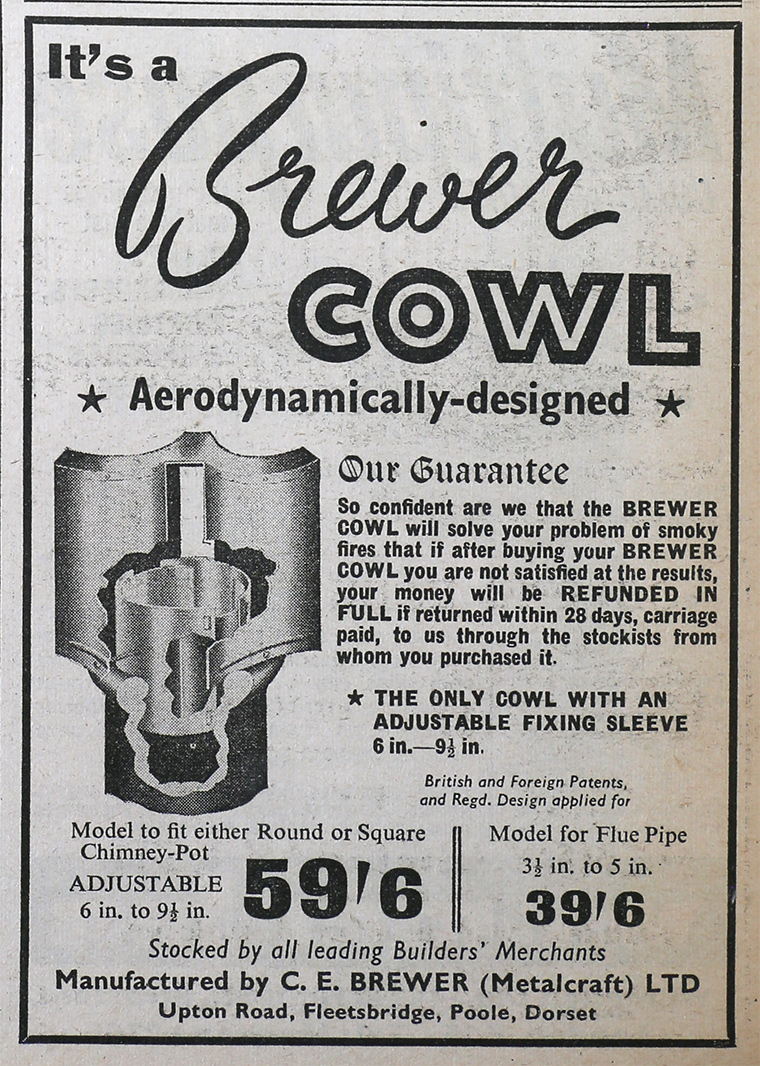 It's a
Brewer
COWL
★ Aerodynamically-designed ★
Our Guarantee
So confident are we that the BREWER
COWL will solve your problem of smoky
fires that if after buying your BREWER
COWL you are not satisfied at the results,
your money will be REFUNDED IN
FULL if returned within 28 days, carriage
paid, to us through the stockists from
whom you purchased it.
★ THE ONLY COWL WITH AN
ADJUSTABLE FIXING SLEEVE
6 in.—9½ in.
British and Foreign Patents,
and Regd. Design applied for
Model to fit either Round or Square
Chimney-Pot
ADJUSTABLE
6 in. to 9½ in.
59'6
Model for Flue Pipe
3½ in. to 5 in.
39'6
Stocked by all leading Builders' Merchants
Manufactured by C. E. BREWER (Metalcraft) LTD
Upton Road, Fleetsbridge, Poole, Dorset